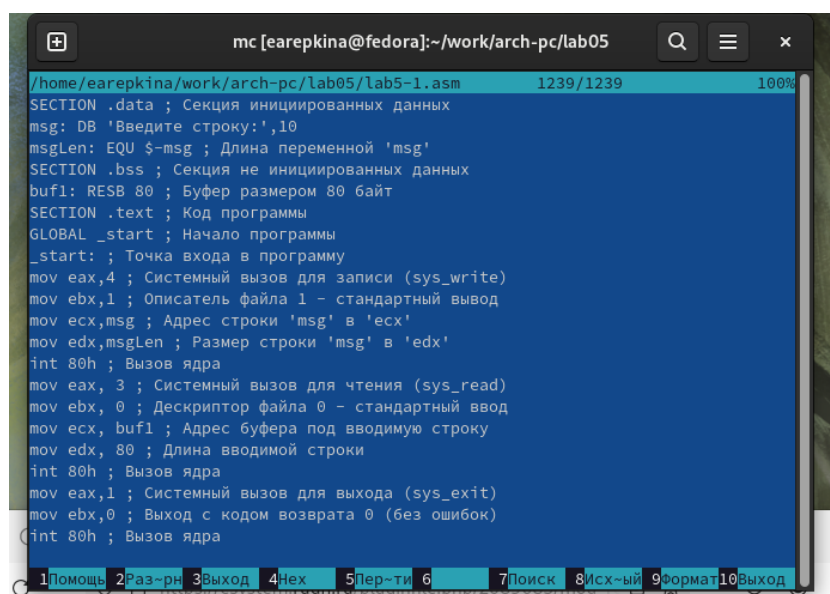 mc [earepkina@fedora]:~/work/arch-pc/lab05
/home/earepkina/work/arch-pc/lab05/lab5-1.asm 1239/1239 100%
SECTION .data ; Секция инициированных данных
msg: DB 'Введите строку:',10
msgLen: EQU $-msg ; Длина переменной 'msg'
SECTION .bss ; Секция не инициированных данных
buf1: RESB 80 ; Буфер размером 80 байт
SECTION .text ; Код программы
GLOBAL _start ; Начало программы
_start: ; Точка входа в программу
mov eax,4 ; Системный вызов для записи (sys_write)
mov ebx,1 ; Описатель файла 1 - стандартный вывод
mov ecx,msg ; Адрес строки 'msg' в 'ecx'
mov edx,msgLen ; Размер строки 'msg' в 'edx'
int 80h ; Вызов ядра
mov eax, 3 ; Системный вызов для чтения (sys_read)
mov ebx, 0 ; Дескриптор файла 0 - стандартный ввод
mov ecx, buf1 ; Адрес буфера под вводимую строку
mov edx, 80 ; Длина вводимой строки
int 80h ; Вызов ядра
mov eax,1 ; Системный вызов для выхода (sys_exit)
mov ebx,0 ; Выход с кодом возврата 0 (без ошибок)
int 80h ; Вызов ядра
1Помощь 2Раз~рн 3Выход 4Hex 5Пер~ти 6 7Поиск 8Исх~ый 9Формат 10Выход